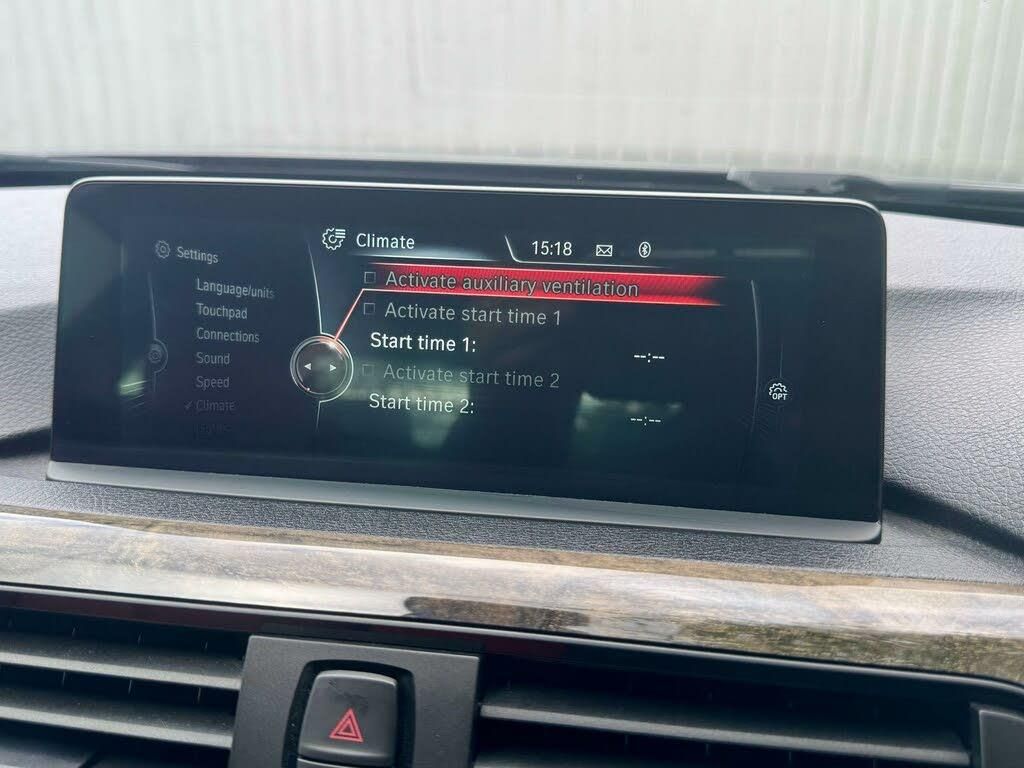 Settings
Language/units
Touchpad
Connections
Sound
Speed
✓ Climate
Climate
15:18
Activate auxiliary ventilation
Activate start time 1
Start time 1: --:--
Activate start time 2
Start time 2: --:--
OPT